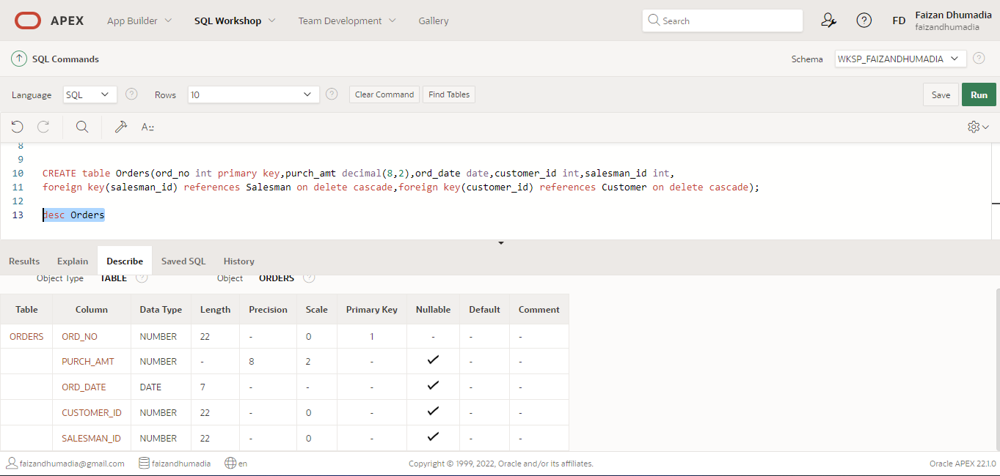 APEX App Builder SQL Workshop Team Development Gallery Search FD Faizan Dhumadia
faizandhumadia
SQL Commands Schema WKSP_FAIZANDHUMADIA
Language SQL Rows 10 Clear Command Find Tables Save Run
A
8
9
10 CREATE table Orders(ord_no int primary key,purch_amt decimal(8,2),ord_date date,customer_id int,salesman_id int,
11 foreign key(salesman_id) references Salesman on delete cascade,foreign key(customer_id) references Customer on delete cascade);
12
13 desc Orders
Results Explain Describe Saved SQL History
Object Type TABLE Object ORDERS
Table Column Data Type Length Precision Scale Primary Key Nullable Default Comment
ORDERS ORD_NO NUMBER 22 - 0 1 - - -
PURCH_AMT NUMBER - 8 2 - - -
ORD_DATE DATE 7 - - - - -
CUSTOMER_ID NUMBER 22 - 0 - - -
SALESMAN_ID NUMBER 22 - 0 - - -
faizandhumadia@gmail.com faizandhumadia en Copyright © 1999, 2022, Oracle and/or its affiliates. Oracle APEX 22.1.0